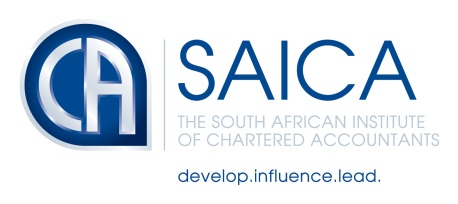 CA
SAICA
THE SOUTH AFRICAN INSTITUTE
OF CHARTERED ACCOUNTANTS
develop.influence.lead.